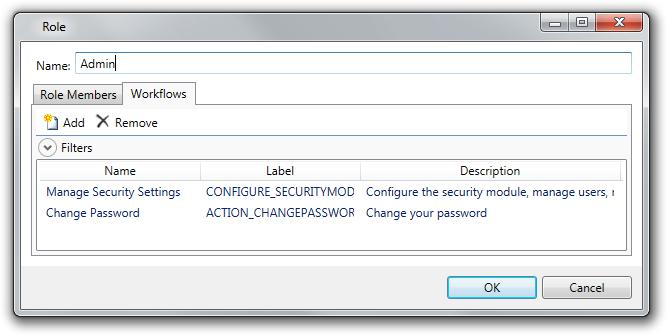 Role
Name: Admin
Role Members Workflows
Add Remove
Filters
Name Label Description
Manage Security Settings CONFIGURE_SECURITYMOD Configure the security module, manage users, r
Change Password ACTION_CHANGEPASSWOR Change your password
OK Cancel